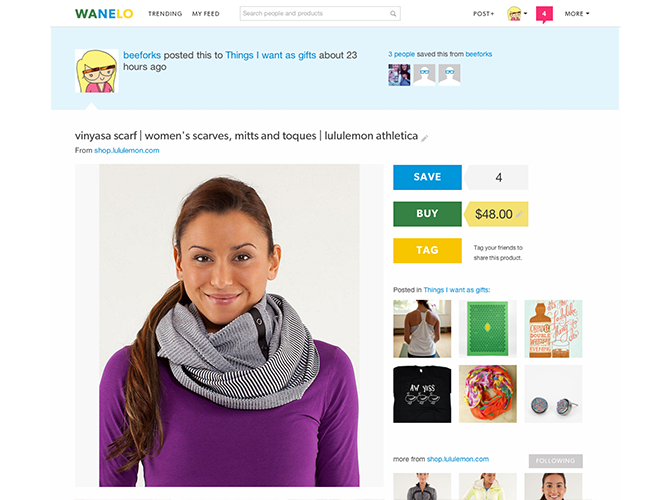 WANELO TRENDING MY FEED Search people and products POST+ 4 MORE
beeforks posted this to Things I want as gifts about 23
hours ago
3 people saved this from beeforks
vinyasa scarf | women's scarves, mitts and toques | lululemon athletica
From shop.lululemon.com
SAVE 4
BUY $48.00
TAG Tag your friends to
share this product.
Posted in Things I want as gifts:
AW YISS
more from shop.lululemon.com FOLLOWING